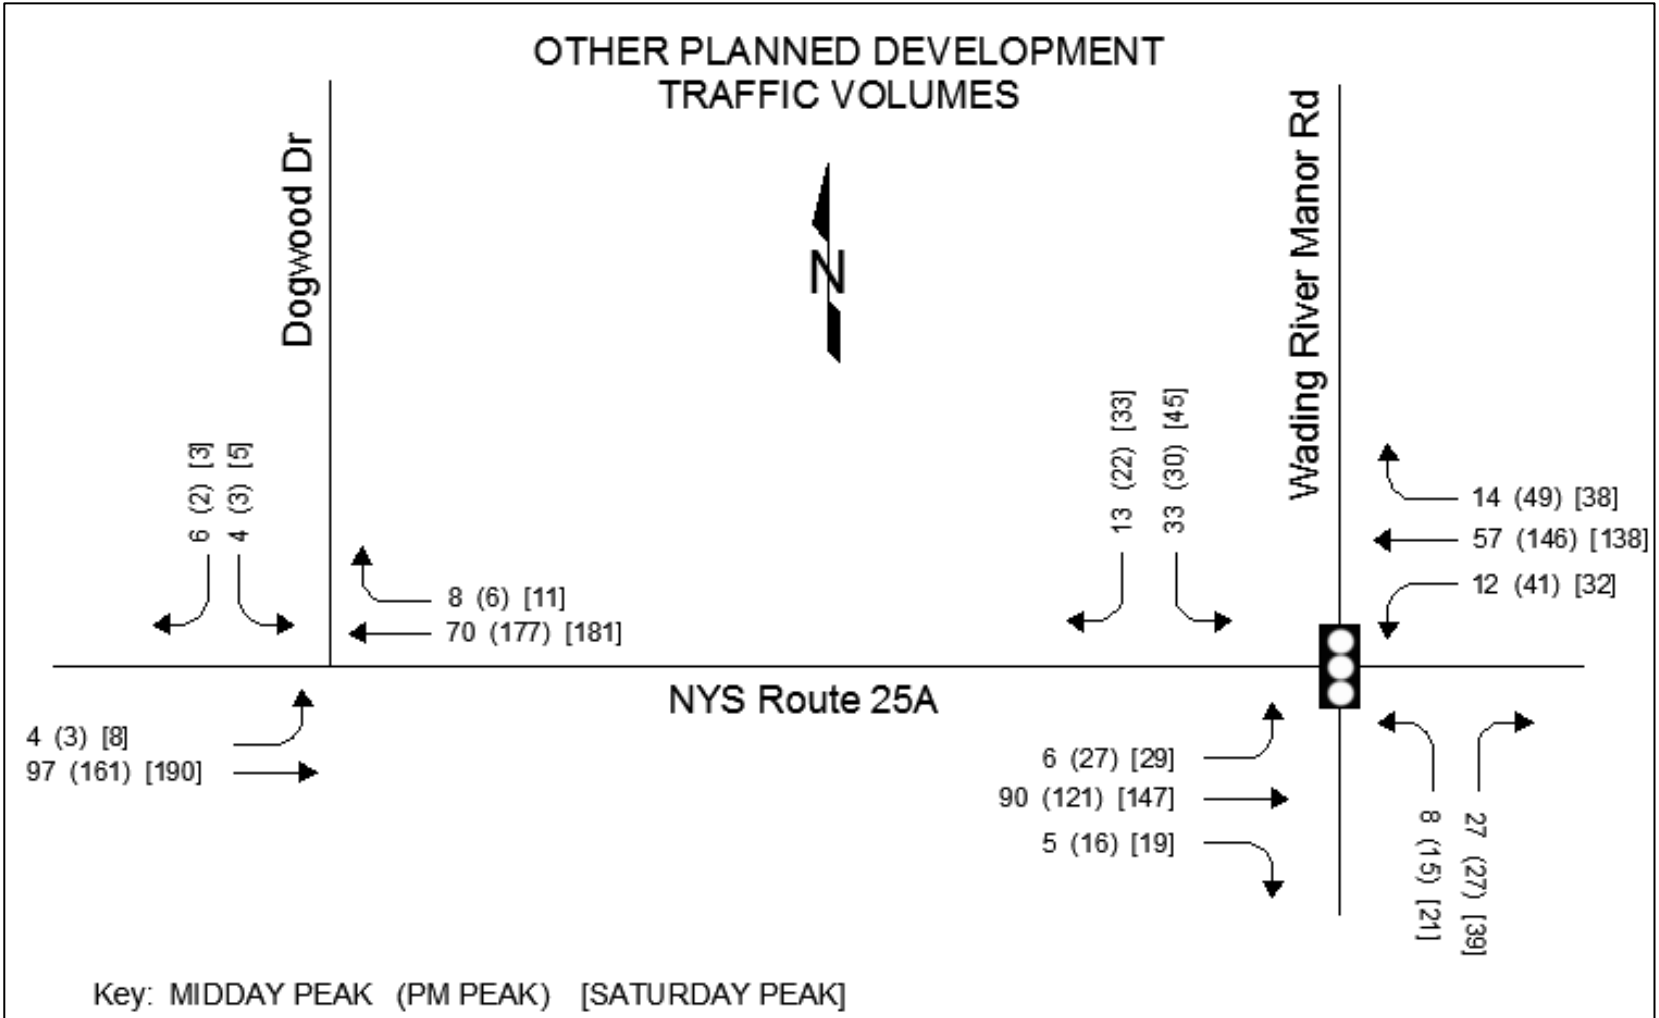 OTHER PLANNED DEVELOPMENT
TRAFFIC VOLUMES
Dogwood Dr
Wading River Manor Rd
N
6 (2) [3]
4 (3) [5]
8 (6) [11]
70 (177) [181]
13 (22) [33]
33 (30) [45]
14 (49) [38]
57 (146) [138]
12 (41) [32]
NYS Route 25A
4 (3) [8]
97 (161) [190]
6 (27) [29]
90 (121) [147]
5 (16) [19]
8 (15) [21]
27 (27) [39]
Key: MIDDAY PEAK (PM PEAK) [SATURDAY PEAK]